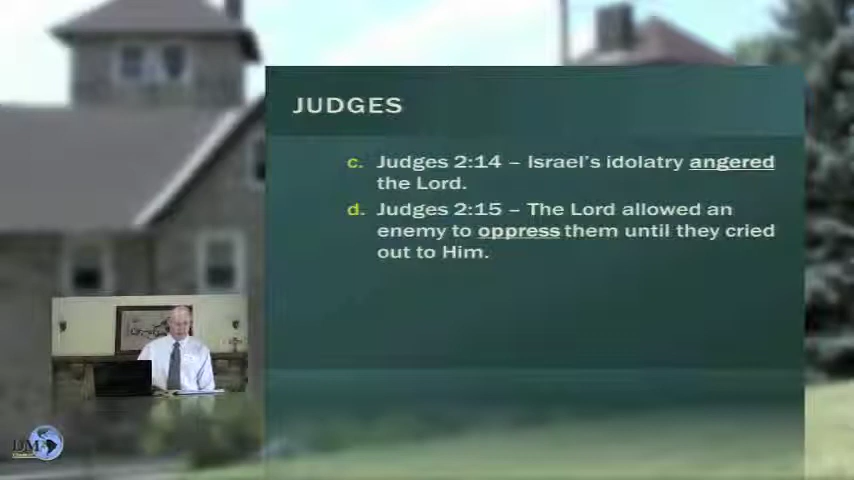 JUDGES
c. Judges 2:14 – Israel's idolatry angered
the Lord.
d. Judges 2:15 – The Lord allowed an
enemy to oppress them until they cried
out to Him.